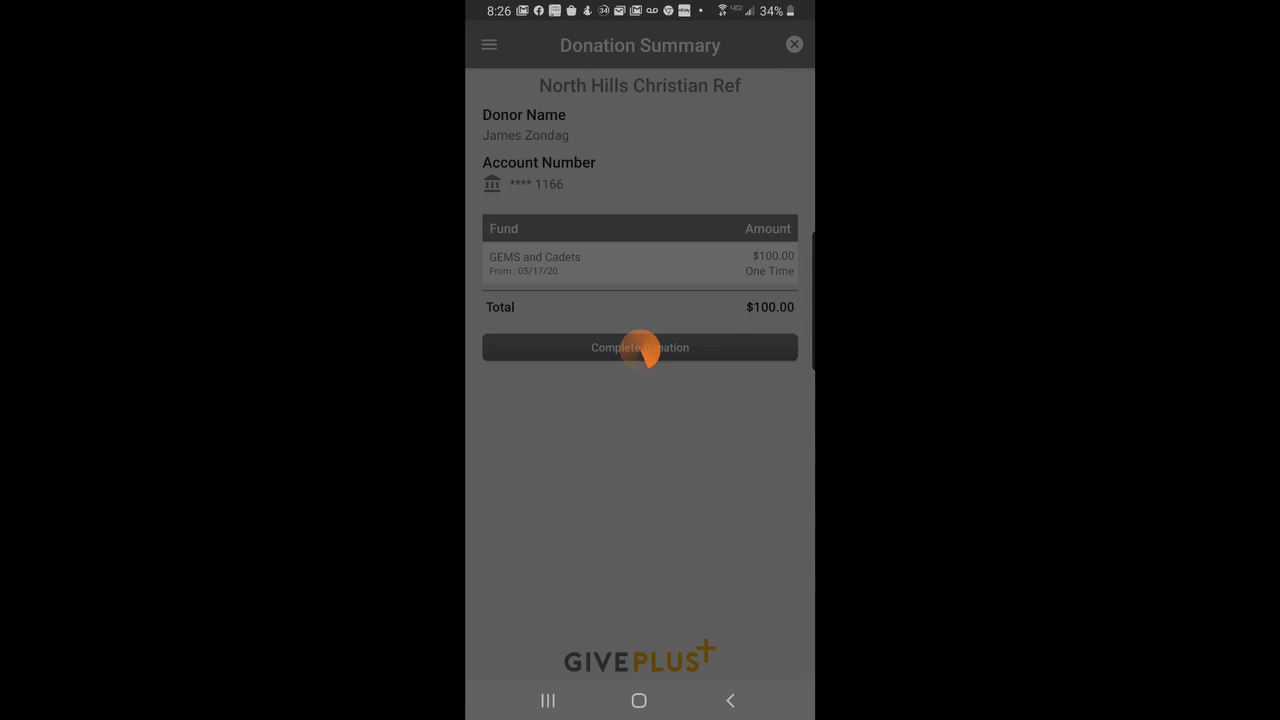 8:26 34 34%
Donation Summary
North Hills Christian Ref
Donor Name
James Zondag
Account Number
**** 1166
Fund Amount
GEMS and Cadets $100.00
From : 05/17/20 One Time
Total $100.00
Complete Donation
GIVEPLUS+